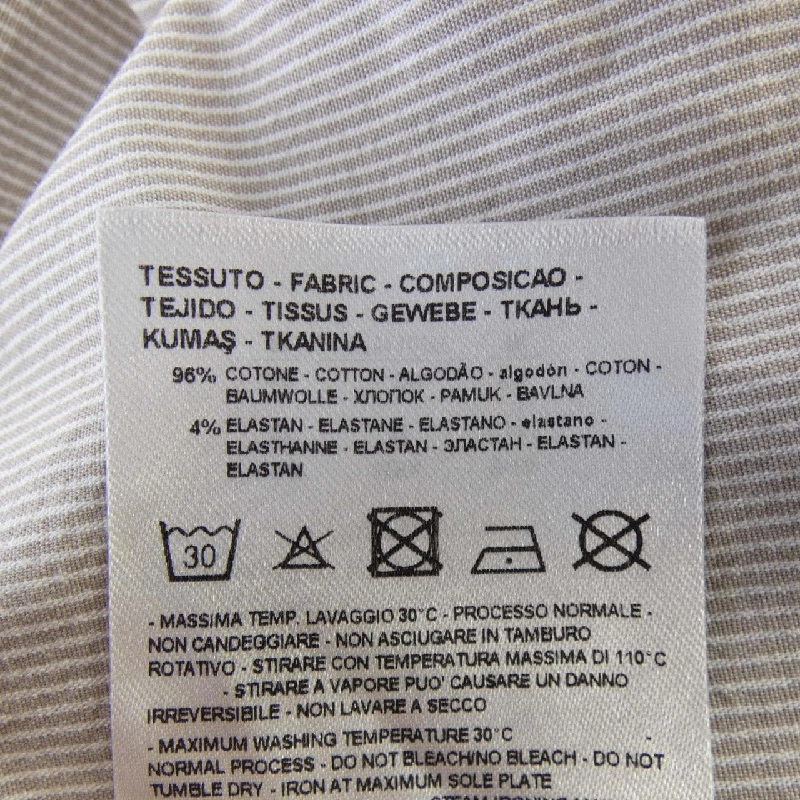 TESSUTO - FABRIC - COMPOSICAO -
TEJIDO - TISSUS - GEWEBE - ТКАНЬ -
KUMAŞ - TKANINA
96% COTONE - COTTON - ALGODÃO - algodón - COTON -
BAUMWOLLE - ХЛОПОК - PAMUK - BAVLNA
4% ELASTAN - ELASTANE - ELASTANO - elastano -
ELASTHANNE - ELASTAN - ЭЛАСТАН - ELASTAN -
ELASTAN
30
- MASSIMA TEMP. LAVAGGIO 30°C - PROCESSO NORMALE -
NON CANDEGGIARE - NON ASCIUGARE IN TAMBURO
ROTATIVO - STIRARE CON TEMPERATURA MASSIMA DI 110°C
- STIRARE A VAPORE PUO' CAUSARE UN DANNO
IRREVERSIBILE - NON LAVARE A SECCO
- MAXIMUM WASHING TEMPERATURE 30°C -
NORMAL PROCESS - DO NOT BLEACH/NO BLEACH - DO NOT
TUMBLE DRY - IRON AT MAXIMUM SOLE PLATE